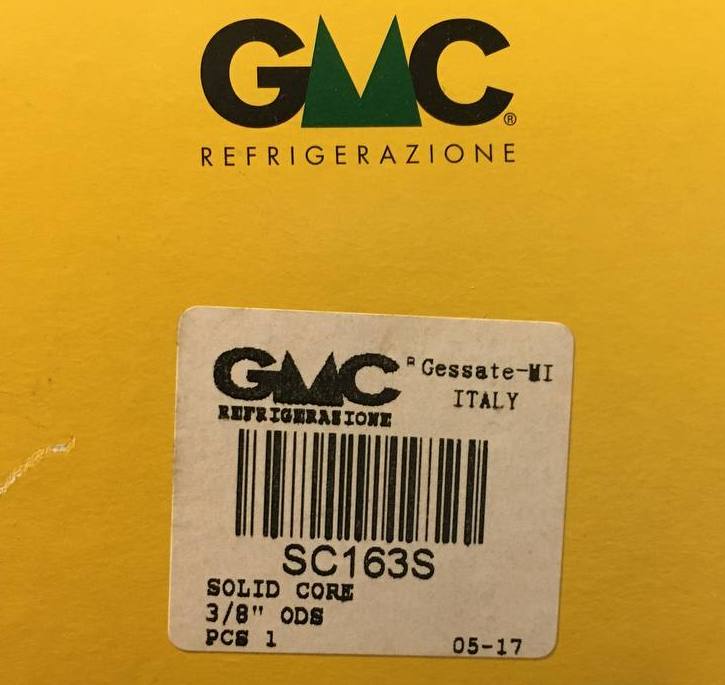 GMC®
REFRIGERAZIONE
GMC® Gessate-MI
REFRIGERAZIONE ITALY
SC163S
SOLID CORE
3/8" ODS
PCS 1 05-17